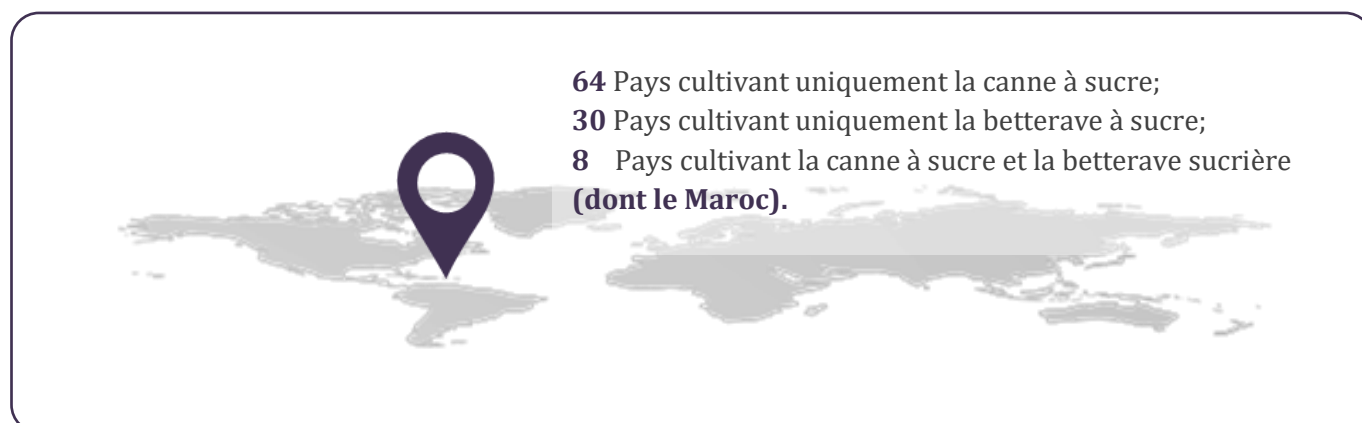 64 Pays cultivant uniquement la canne à sucre;
30 Pays cultivant uniquement la betterave à sucre;
8 Pays cultivant la canne à sucre et la betterave sucrière
(dont le Maroc).